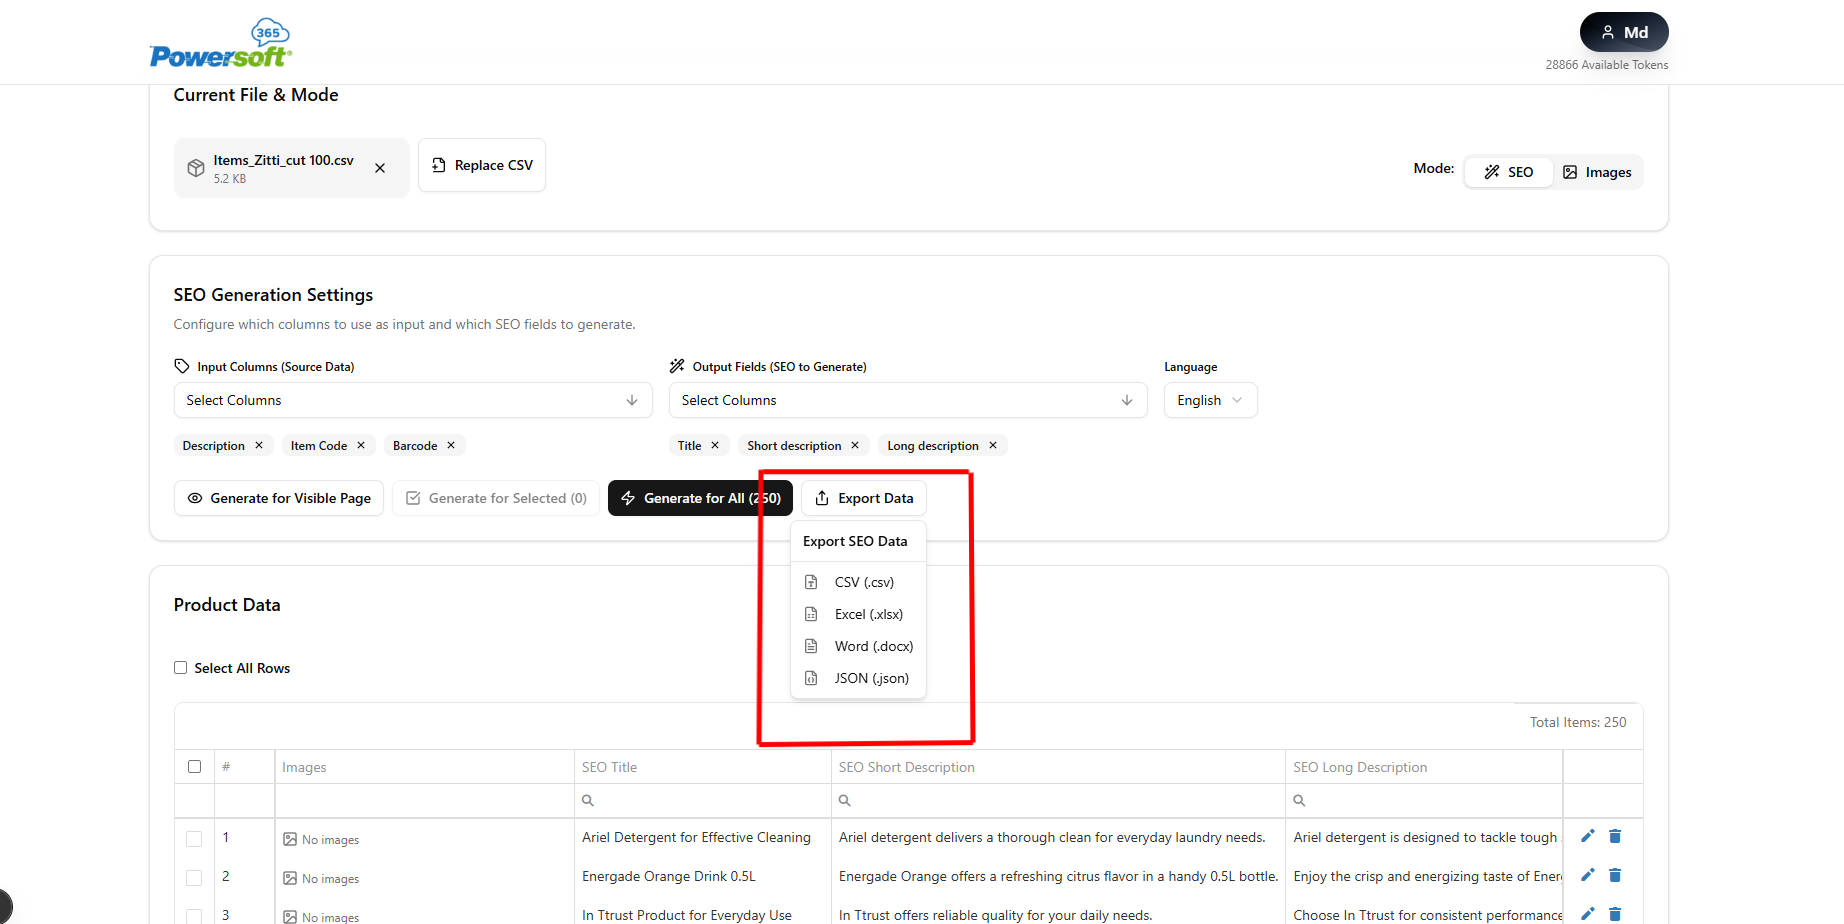 365
Powersoft
Md
28866 Available Tokens
Current File & Mode
Items_Zitti_cut 100.csv
5.2 KB
Replace CSV
Mode:
SEO
Images
SEO Generation Settings
Configure which columns to use as input and which SEO fields to generate.
Input Columns (Source Data)
Output Fields (SEO to Generate)
Language
Select Columns
Select Columns
English
Description
Item Code
Barcode
Title
Short description
Long description
Generate for Visible Page
Generate for Selected (0)
Generate for All (250)
Export Data
Export SEO Data
CSV (.csv)
Excel (.xlsx)
Word (.docx)
JSON (.json)
Product Data
Select All Rows
Total Items: 250
# Images SEO Title SEO Short Description SEO Long Description
1 No images Ariel Detergent for Effective Cleaning Ariel detergent delivers a thorough clean for everyday laundry needs. Ariel detergent is designed to tackle tough
2 No images Energade Orange Drink 0.5L Energade Orange offers a refreshing citrus flavor in a handy 0.5L bottle. Enjoy the crisp and energizing taste of Ener
3 No images In Ttrust Product for Everyday Use In Ttrust offers reliable quality for your daily needs. Choose In Ttrust for consistent performance